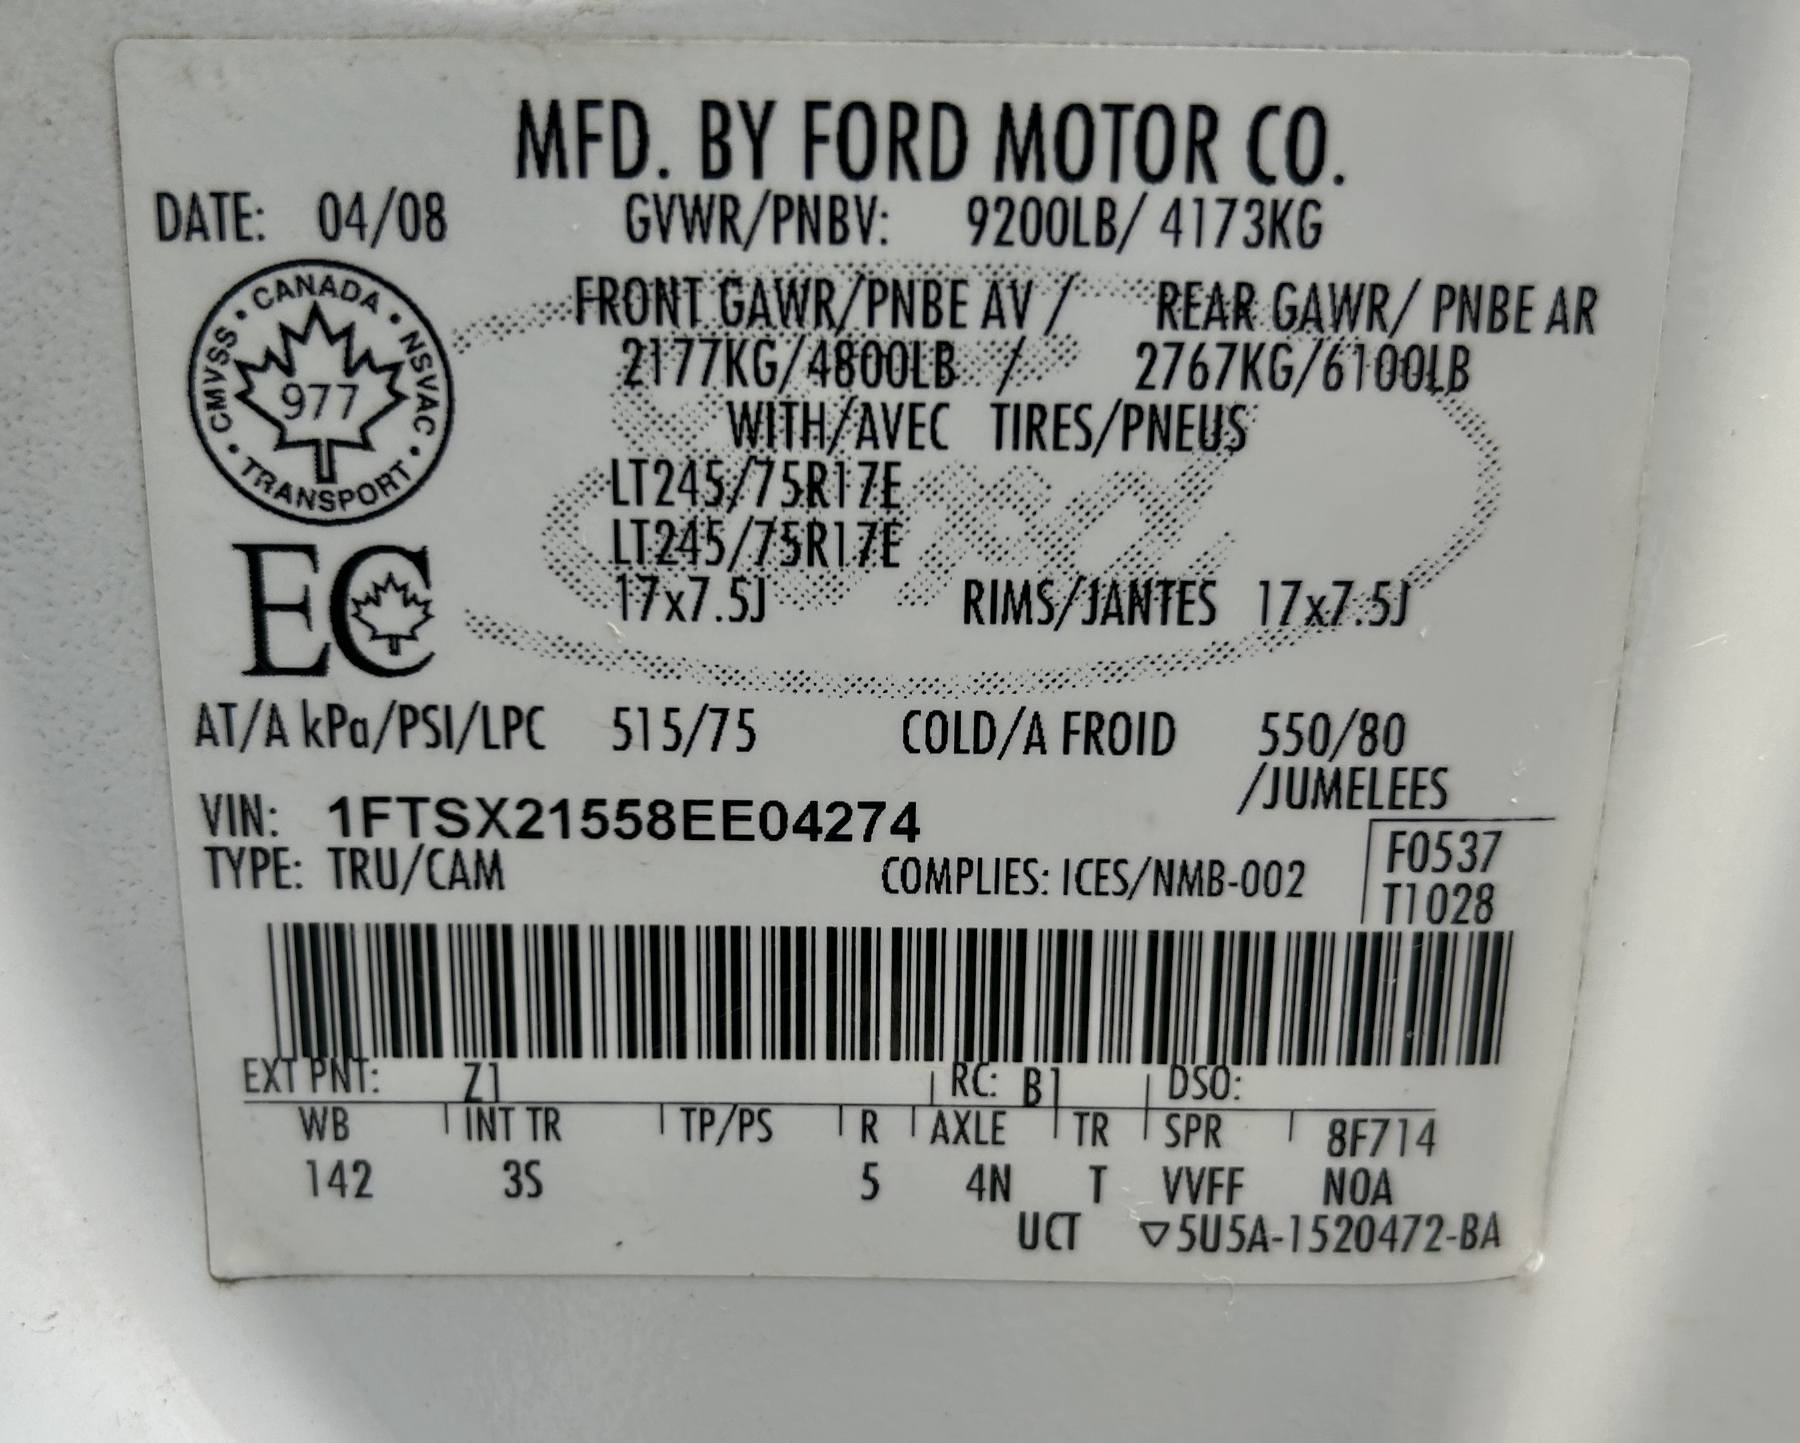 MFD. BY FORD MOTOR CO.
DATE: 04/08 GVWR/PNBV: 9200LB/ 4173KG
FRONT GAWR/PNBE AV / REAR GAWR/ PNBE AR
2177KG/4800LB / 2767KG/6100LB
WITH/AVEC TIRES/PNEUS
LT245/75R17E
LT245/75R17E
17x7.5J RIMS/JANTES 17x7.5J
CANADA • NSVAC • TRANSPORT • CMVSS •
977
EC
Ford
AT/A kPa/PSI/LPC 515/75 COLD/A FROID 550/80
/JUMELEES
VIN: 1FTSX21558EE04274
TYPE: TRU/CAM COMPLIES: ICES/NMB-002
F0537
T1028
EXT PNT: Z1 RC: B1 DSO:
WB INT TR TP/PS R AXLE TR SPR 8F714
142 3S 5 4N T VVFF NOA
UCT ▽5U5A-1520472-BA